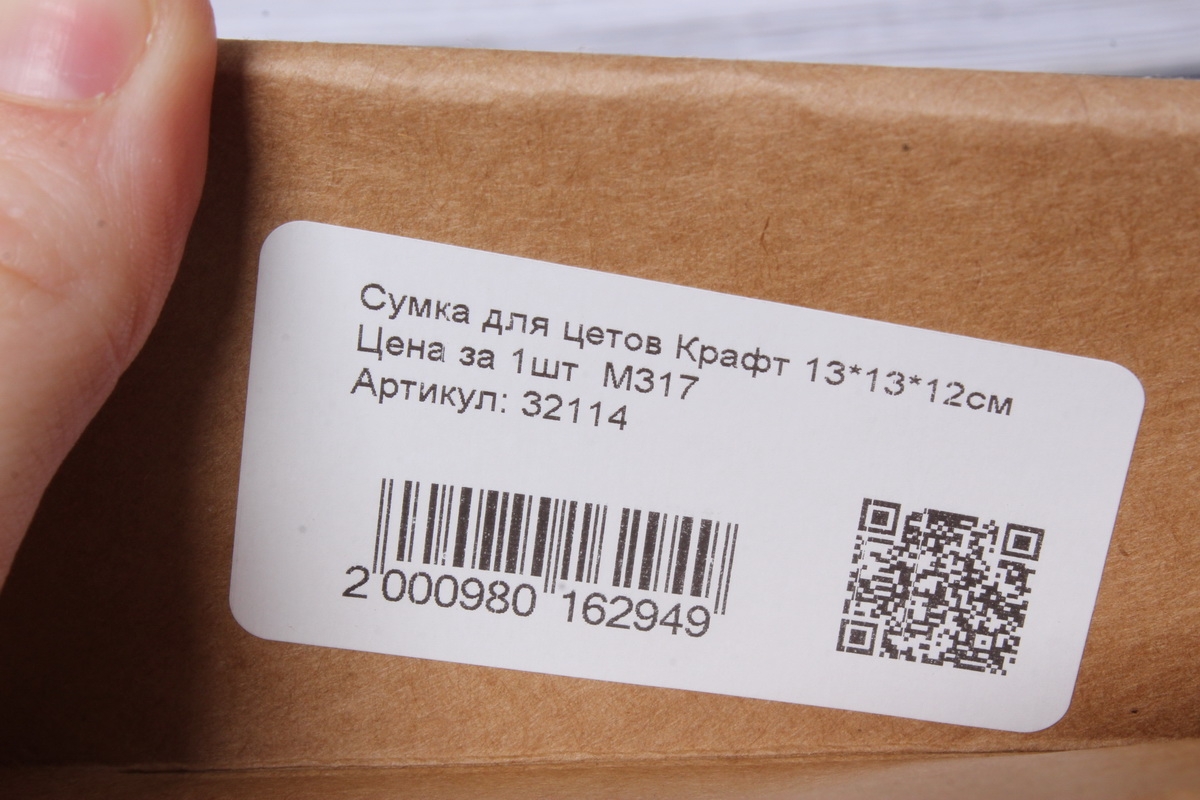 Сумка для цетов Крафт 13*13*12см
Цена за 1шт М317
Артикул: 32114
2 000980 162949